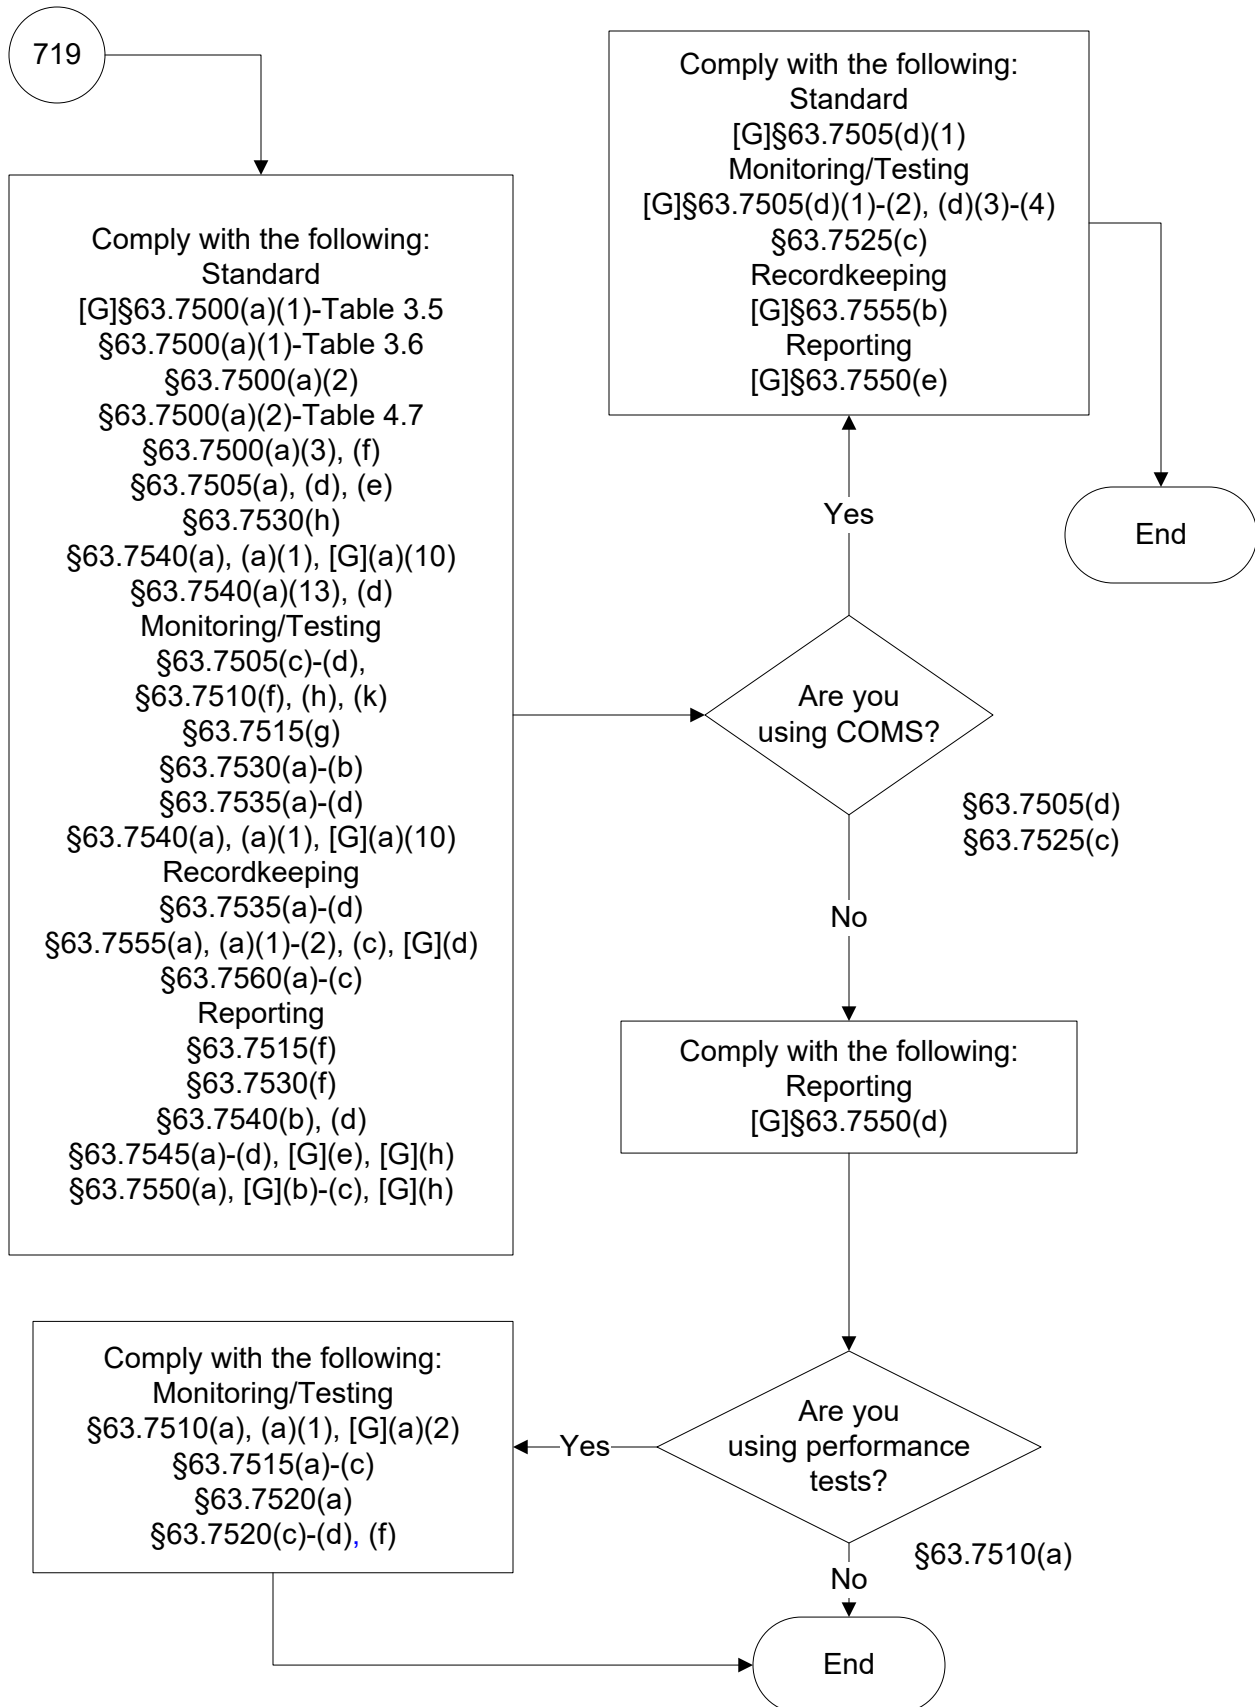 719
Comply with the following:
Standard
[G]§63.7500(a)(1)-Table 3.5
§63.7500(a)(1)-Table 3.6
§63.7500(a)(2)
§63.7500(a)(2)-Table 4.7
§63.7500(a)(3), (f)
§63.7505(a), (d), (e)
§63.7530(h)
§63.7540(a), (a)(1), [G](a)(10)
§63.7540(a)(13), (d)
Monitoring/Testing
§63.7505(c)-(d),
§63.7510(f), (h), (k)
§63.7515(g)
§63.7530(a)-(b)
§63.7535(a)-(d)
§63.7540(a), (a)(1), [G](a)(10)
Recordkeeping
§63.7535(a)-(d)
§63.7555(a), (a)(1)-(2), (c), [G](d)
§63.7560(a)-(c)
Reporting
§63.7515(f)
§63.7530(f)
§63.7540(b), (d)
§63.7545(a)-(d), [G](e), [G](h)
§63.7550(a), [G](b)-(c), [G](h)
Are you
using COMS?
§63.7505(d)
§63.7525(c)
Yes
Comply with the following:
Standard
[G]§63.7505(d)(1)
Monitoring/Testing
[G]§63.7505(d)(1)-(2), (d)(3)-(4)
§63.7525(c)
Recordkeeping
[G]§63.7555(b)
Reporting
[G]§63.7550(e)
End
No
Comply with the following:
Reporting
[G]§63.7550(d)
Are you
using performance
tests?
§63.7510(a)
Yes
Comply with the following:
Monitoring/Testing
§63.7510(a), (a)(1), [G](a)(2)
§63.7515(a)-(c)
§63.7520(a)
§63.7520(c)-(d), (f)
No
End